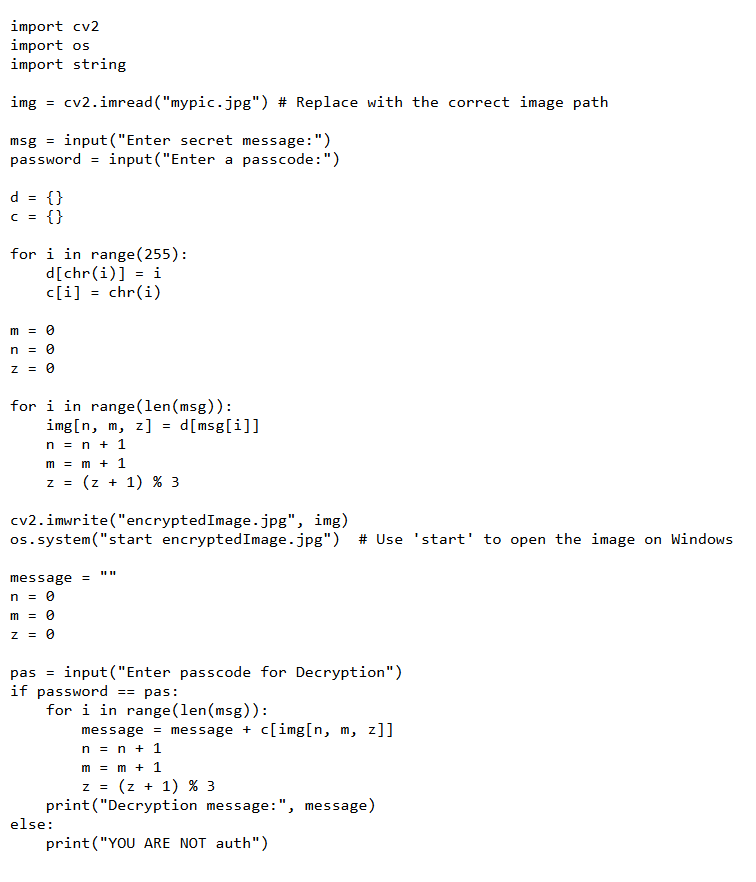 import cv2
import os
import string

img = cv2.imread("mypic.jpg") # Replace with the correct image path

msg = input("Enter secret message:")
password = input("Enter a passcode:")

d = {}
c = {}

for i in range(255):
    d[chr(i)] = i
    c[i] = chr(i)

m = 0
n = 0
z = 0

for i in range(len(msg)):
    img[n, m, z] = d[msg[i]]
    n = n + 1
    m = m + 1
    z = (z + 1) % 3

cv2.imwrite("encryptedImage.jpg", img)
os.system("start encryptedImage.jpg")  # Use 'start' to open the image on Windows

message = ""
n = 0
m = 0
z = 0

pas = input("Enter passcode for Decryption")
if password == pas:
    for i in range(len(msg)):
        message = message + c[img[n, m, z]]
        n = n + 1
        m = m + 1
        z = (z + 1) % 3
    print("Decryption message:", message)
else:
    print("YOU ARE NOT auth")